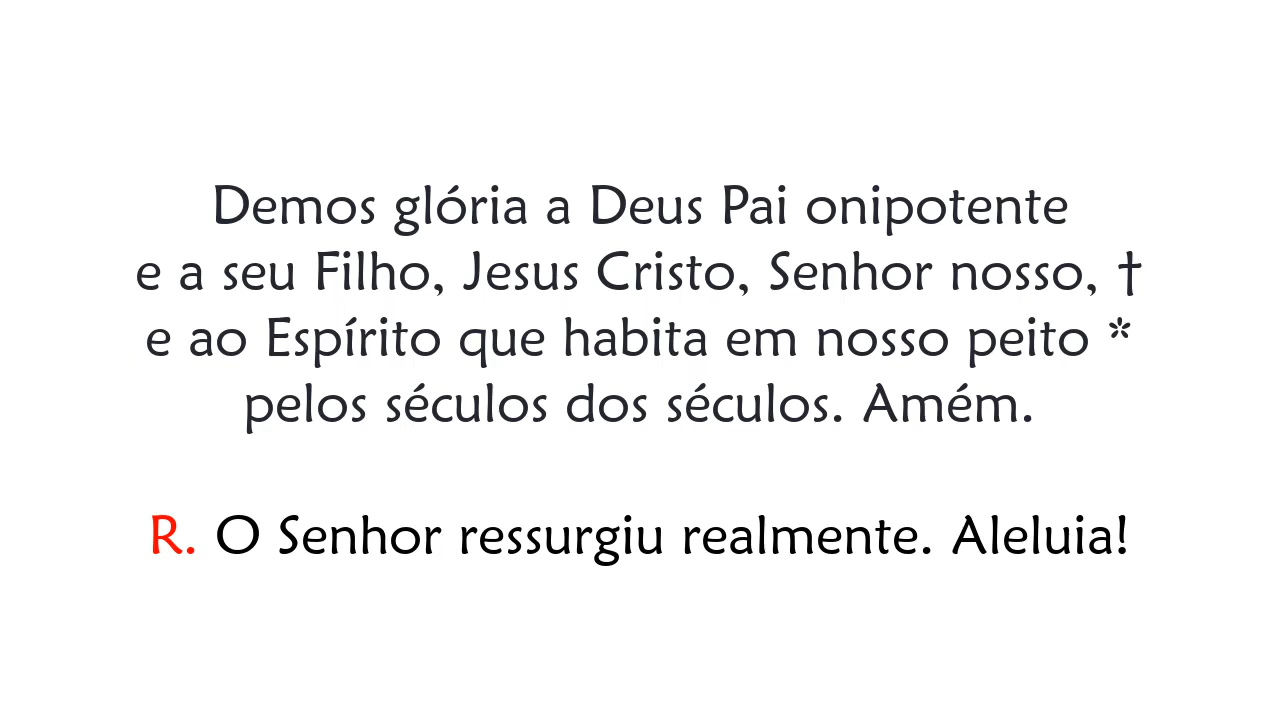 Demos glória a Deus Pai onipotente
e a seu Filho, Jesus Cristo, Senhor nosso, †
e ao Espírito que habita em nosso peito *
pelos séculos dos séculos. Amém.
R. O Senhor ressurgiu realmente. Aleluia!